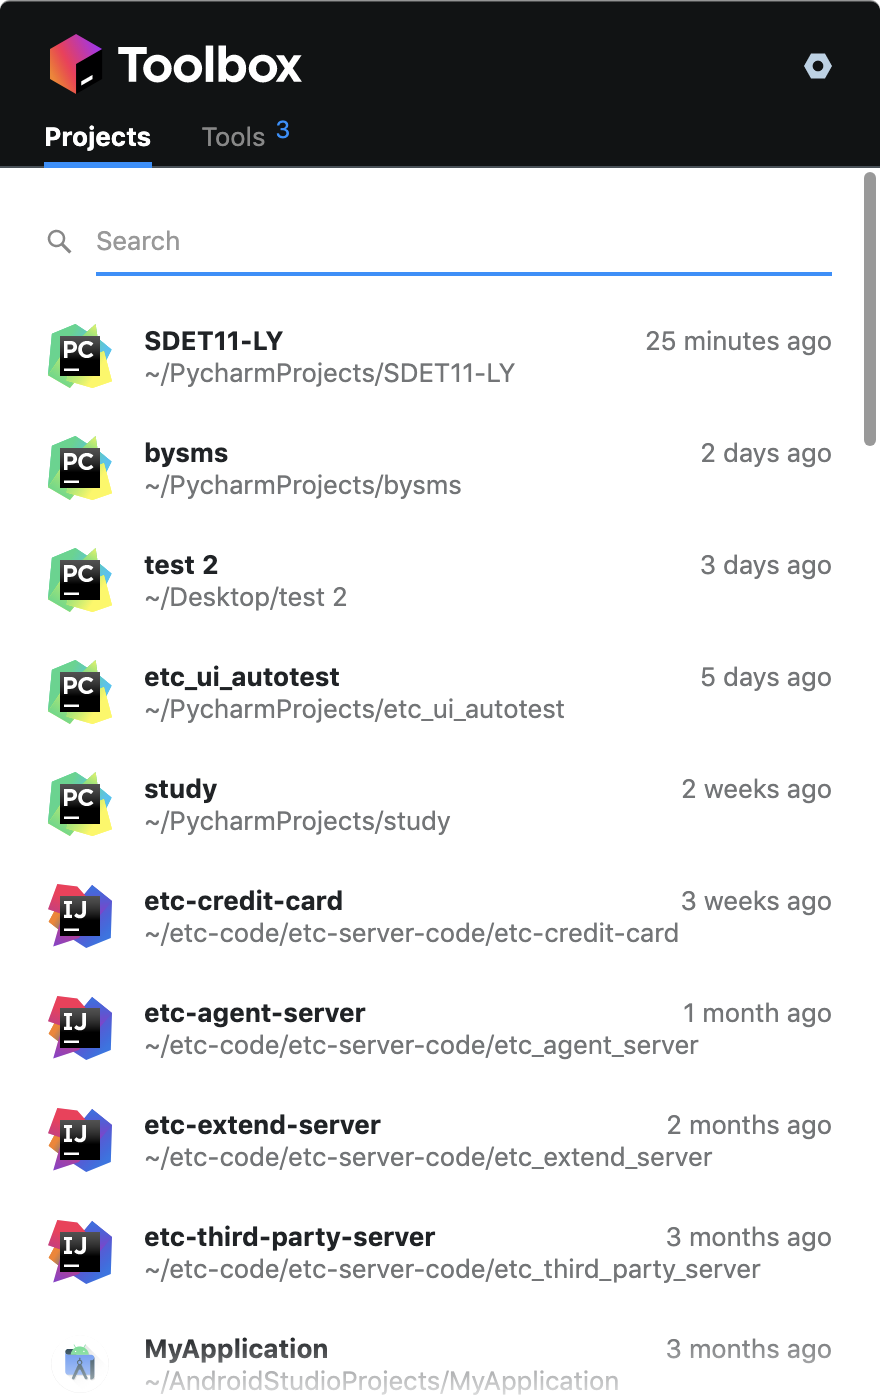 Toolbox
Projects Tools 3
Search
PC SDET11-LY 25 minutes ago
~/PycharmProjects/SDET11-LY
PC bysms 2 days ago
~/PycharmProjects/bysms
PC test 2 3 days ago
~/Desktop/test 2
PC etc_ui_autotest 5 days ago
~/PycharmProjects/etc_ui_autotest
PC study 2 weeks ago
~/PycharmProjects/study
IJ etc-credit-card 3 weeks ago
~/etc-code/etc-server-code/etc-credit-card
IJ etc-agent-server 1 month ago
~/etc-code/etc-server-code/etc_agent_server
IJ etc-extend-server 2 months ago
~/etc-code/etc-server-code/etc_extend_server
IJ etc-third-party-server 3 months ago
~/etc-code/etc-server-code/etc_third_party_server
MyApplication 3 months ago
~/AndroidStudioProjects/MyApplication